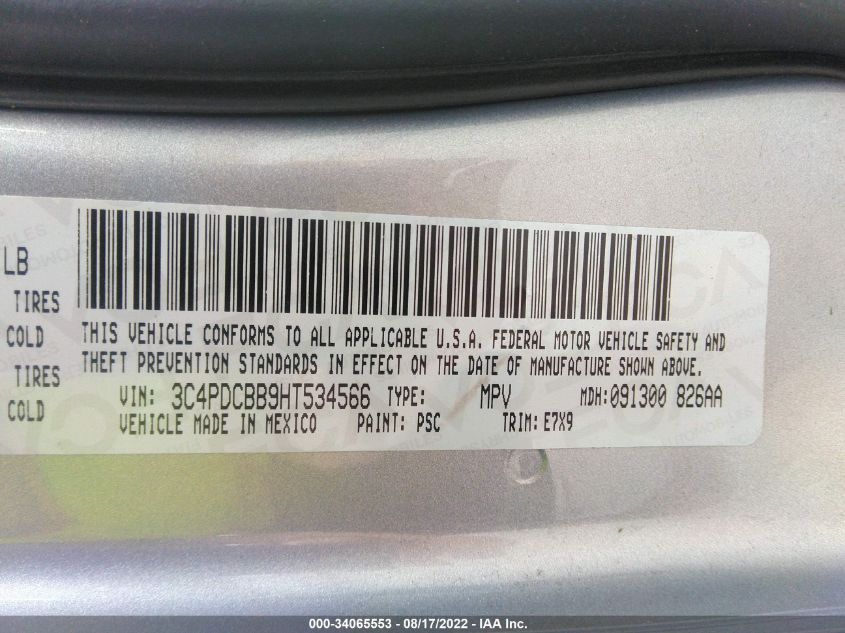 LB
TIRES
COLD
TIRES
COLD
THIS VEHICLE CONFORMS TO ALL APPLICABLE U.S.A. FEDERAL MOTOR VEHICLE SAFETY AND
THEFT PREVENTION STANDARDS IN EFFECT ON THE DATE OF MANUFACTURE SHOWN ABOVE.
VIN: 3C4PDCBB9HT534566 TYPE: MPV MDH:091300 826AA
VEHICLE MADE IN MEXICO PAINT: PSC TRIM: E7X9
000-34065553 - 08/17/2022 - IAA Inc.